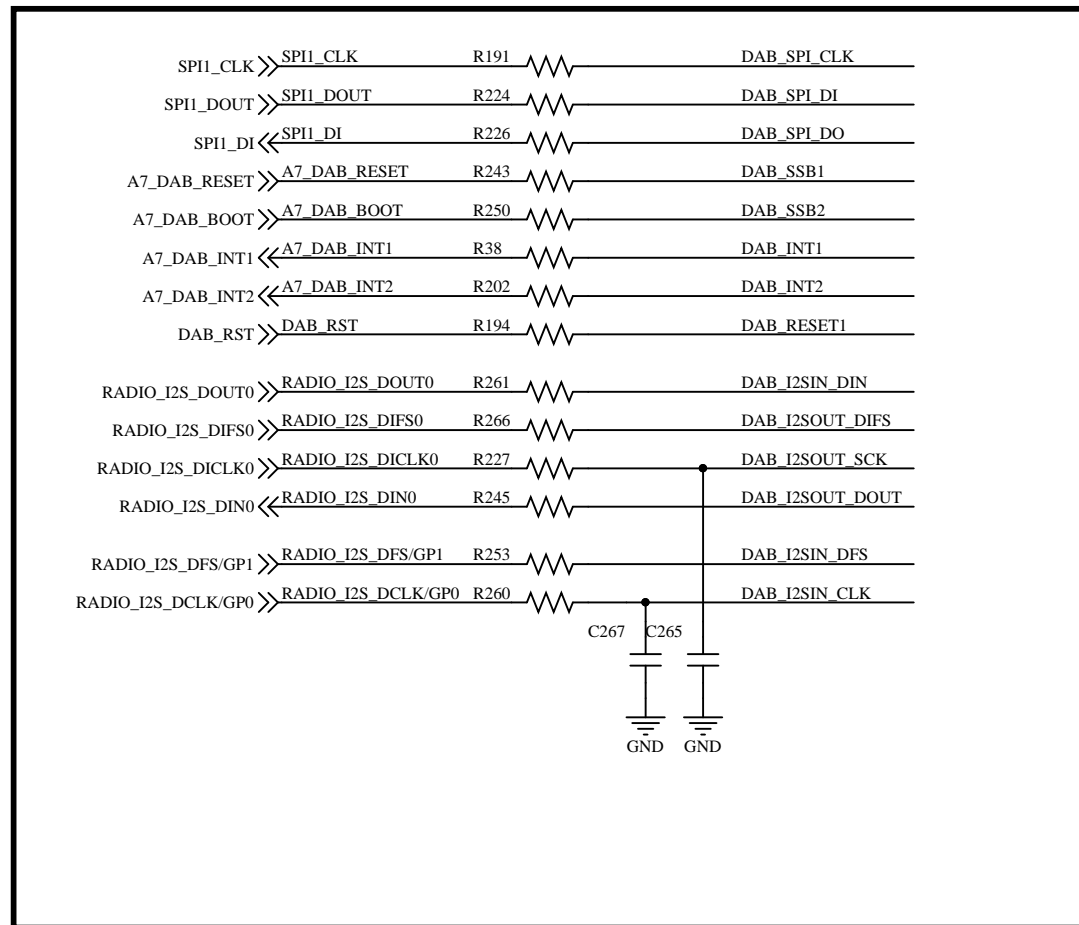 SPI1_CLK SPI1_CLK R191 DAB_SPI_CLK
SPI1_DOUT SPI1_DOUT R224 DAB_SPI_DI
SPI1_DI SPI1_DI R226 DAB_SPI_DO
A7_DAB_RESET A7_DAB_RESET R243 DAB_SSB1
A7_DAB_BOOT A7_DAB_BOOT R250 DAB_SSB2
A7_DAB_INT1 A7_DAB_INT1 R38 DAB_INT1
A7_DAB_INT2 A7_DAB_INT2 R202 DAB_INT2
DAB_RST DAB_RST R194 DAB_RESET1
RADIO_I2S_DOUT0 RADIO_I2S_DOUT0 R261 DAB_I2SIN_DIN
RADIO_I2S_DIFS0 RADIO_I2S_DIFS0 R266 DAB_I2SOUT_DIFS
RADIO_I2S_DICLK0 RADIO_I2S_DICLK0 R227 DAB_I2SOUT_SCK
RADIO_I2S_DIN0 RADIO_I2S_DIN0 R245 DAB_I2SOUT_DOUT
RADIO_I2S_DFS/GP1 RADIO_I2S_DFS/GP1 R253 DAB_I2SIN_DFS
RADIO_I2S_DCLK/GP0 RADIO_I2S_DCLK/GP0 R260 DAB_I2SIN_CLK
C267 C265
GND GND